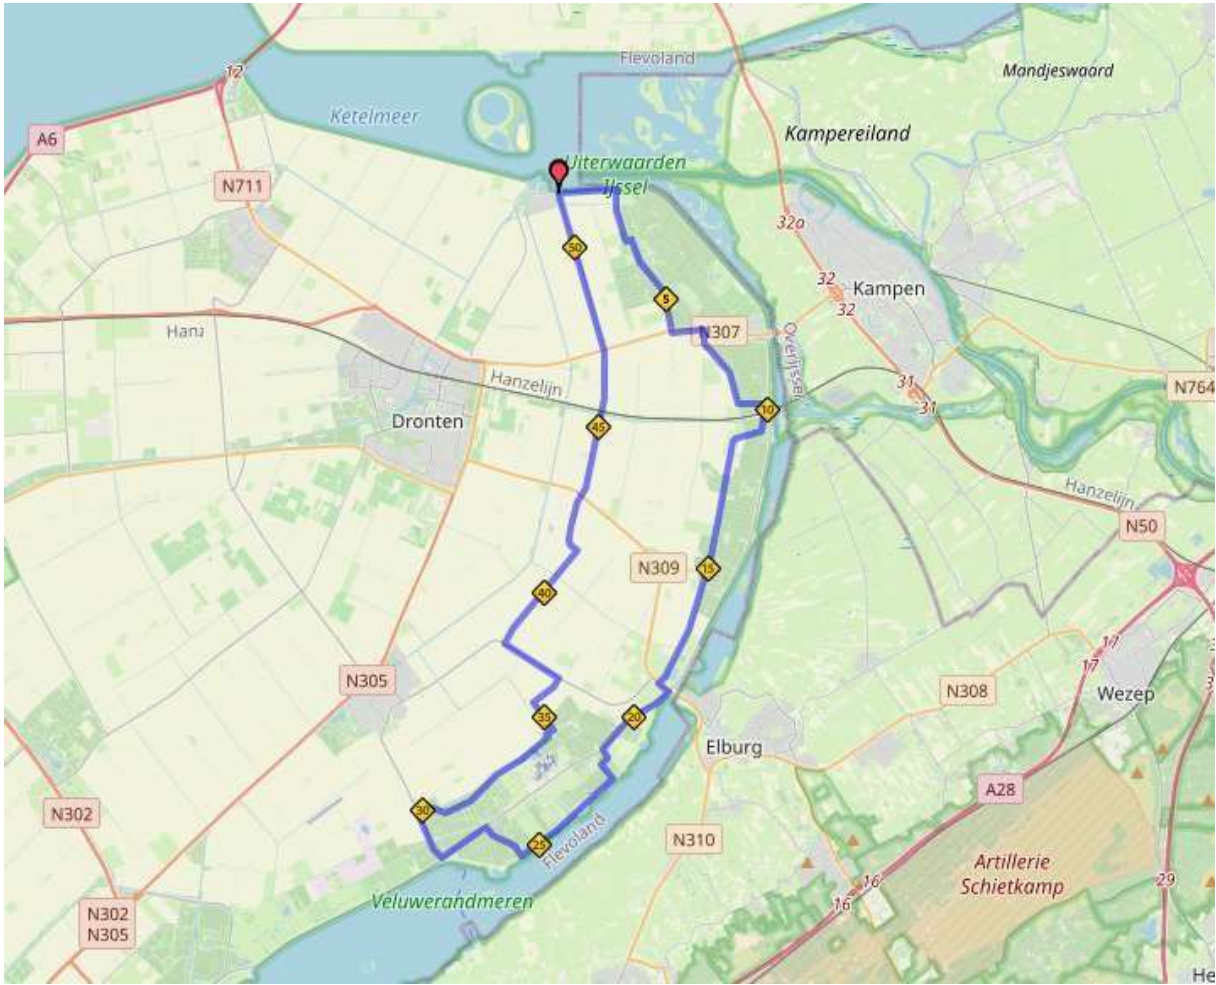 Flevoland
12
Mandjeswaard
Ketelmeer
A6
Kampereiland
Uiterwaarden
IJssel
N711
32a
50
32
Kampen
5
32
N307
Hanz
Overijssel
Hanzelijn
31
N764
10
31
Dronten
45
Hanzelijn
N50
N309
15
40
17
N305
17
N308
Wezep
35
20
Elburg
A28
30
N302
N310
25
Flevoland
Artillerie
Schietkamp
16
29
Veluwerandmeren
16
N302
N305
He